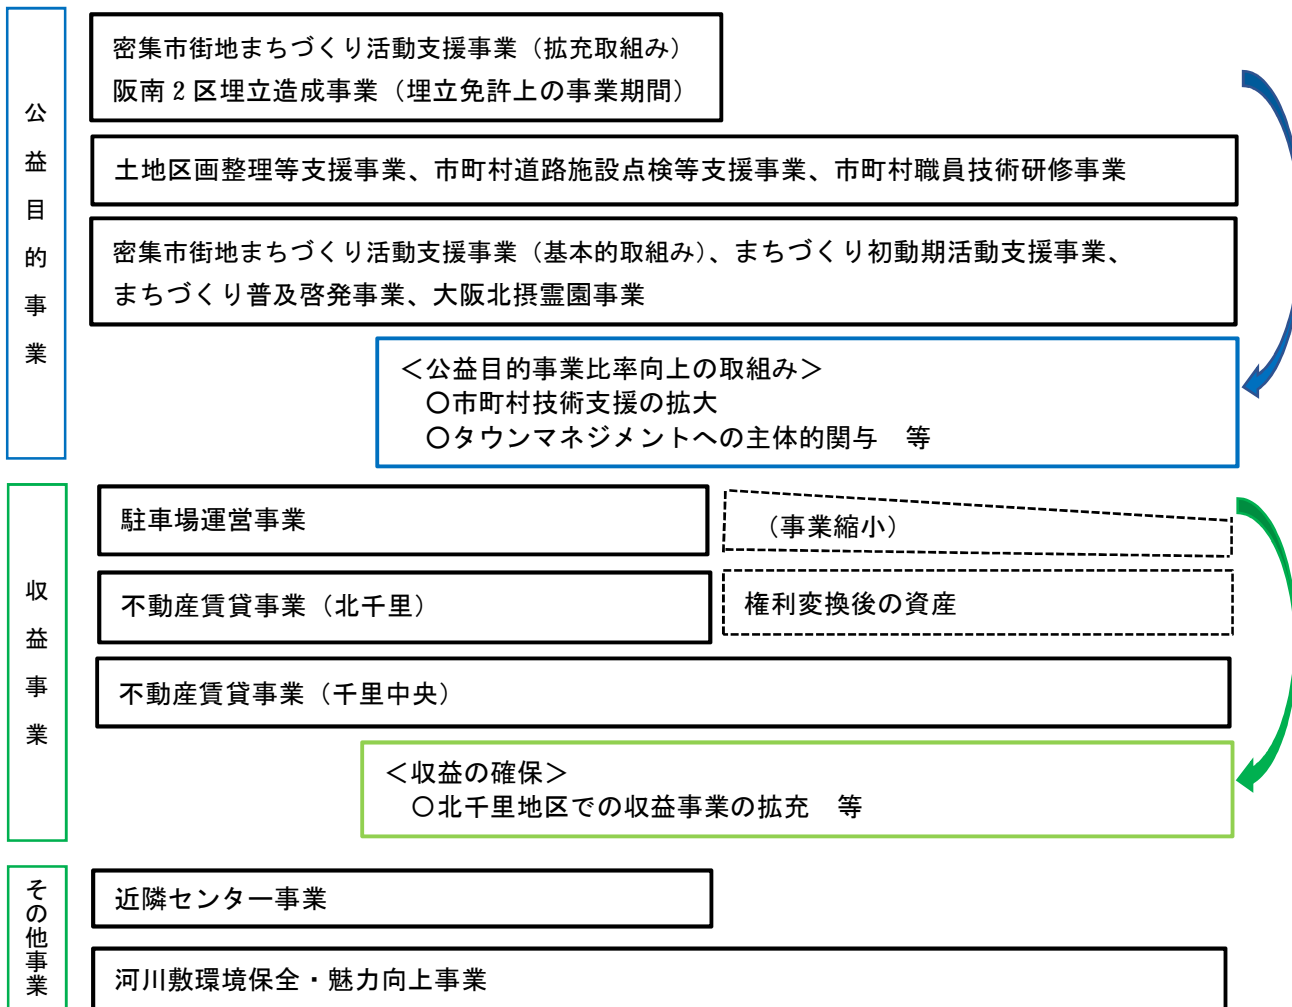 公益目的事業
密集市街地まちづくり活動支援事業（拡充取組み）
阪南２区埋立造成事業（埋立免許上の事業期間）
土地区画整理等支援事業、市町村道路施設点検等支援事業、市町村職員技術研修事業
密集市街地まちづくり活動支援事業（基本的取組み）、まちづくり初動期活動支援事業、
まちづくり普及啓発事業、大阪北摂霊園事業
＜公益目的事業比率向上の取組み＞
〇市町村技術支援の拡大
〇タウンマネジメントへの主体的関与　等
収益事業
駐車場運営事業
（事業縮小）
不動産賃貸事業（北千里）
権利変換後の資産
不動産賃貸事業（千里中央）
＜収益の確保＞
〇北千里地区での収益事業の拡充　等
その他事業
近隣センター事業
河川敷環境保全・魅力向上事業